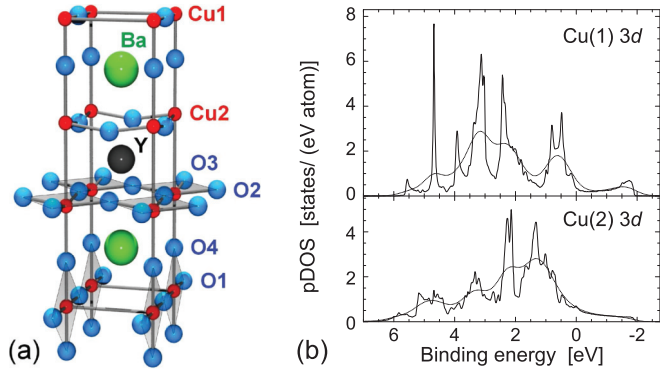 Cu1
Ba
Cu2
Y
O3
O2
O4
O1
(a)
8
6
4
2
0
Cu(1) 3d
4
2
0
Cu(2) 3d
pDOS [states/ (eV atom)]
6 4 2 0 -2
Binding energy [eV]
(b)